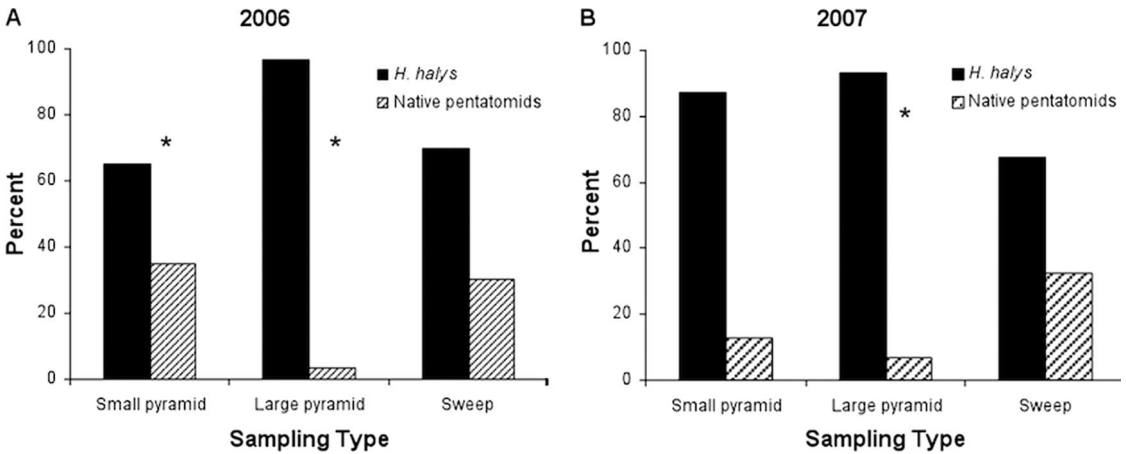 A
2006
100
80
60
40
20
0
Percent
H. halys
Native pentatomids
*
*
Small pyramid
Large pyramid
Sweep
Sampling Type
B
2007
100
80
60
40
20
0
Percent
H. halys
Native pentatomids
*
Small pyramid
Large pyramid
Sweep
Sampling Type